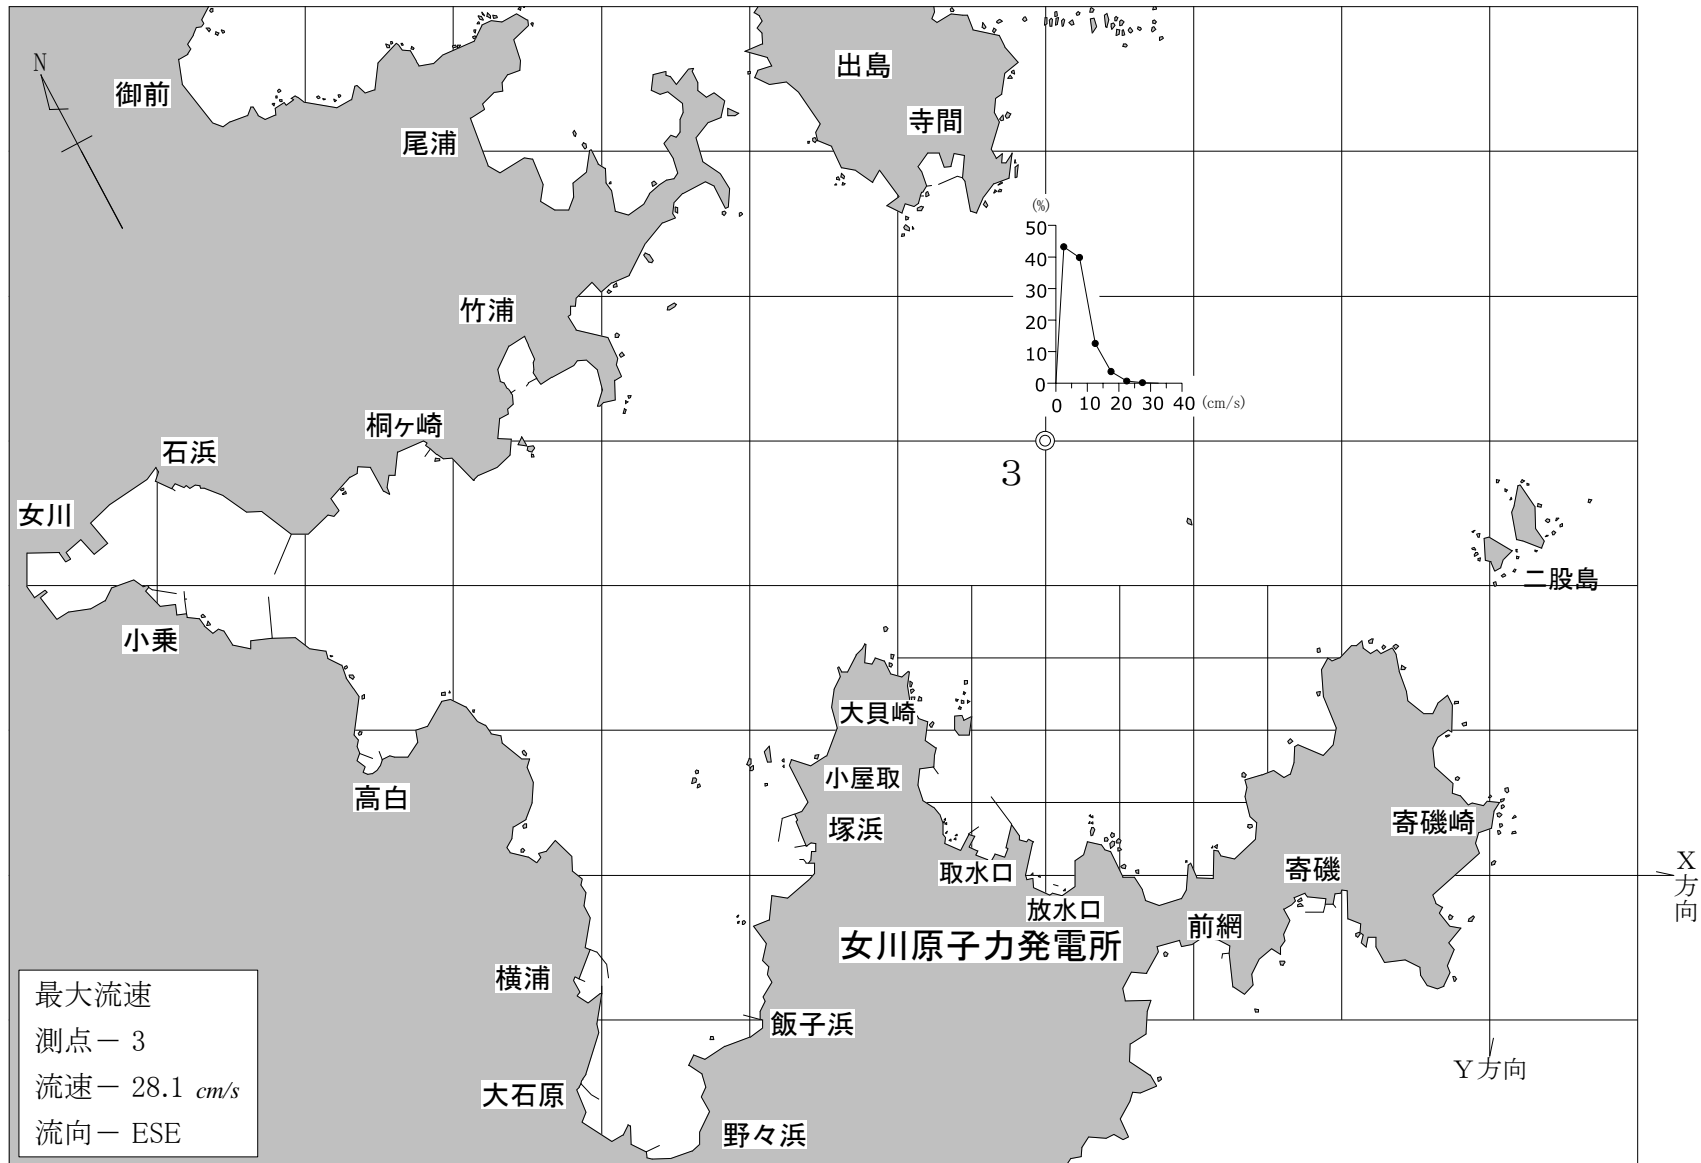 N
御前
尾浦
出島
寺間
(%)
50
40
30
20
10
0
0 10 20 30 40 (cm/s)
竹浦
桐ヶ崎
石浜
女川
3
二股島
小乗
大貝崎
高白
小屋取
塚浜
寄磯崎
取水口
寄磯
X方向
放水口
前網
女川原子力発電所
横浦
飯子浜
Y方向
大石原
野々浜
最大流速
測点－ 3
流速－ 28.1 cm/s
流向－ ESE